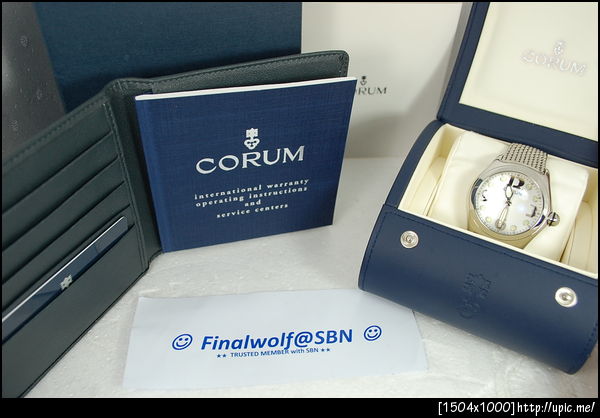 CORUM
CORUM
CORUM
international warranty
operating instructions
and
service centers
Finalwolf@SBN
★★ TRUSTED MEMBER with SBN ★★
[1504x1000]http://upic.me/